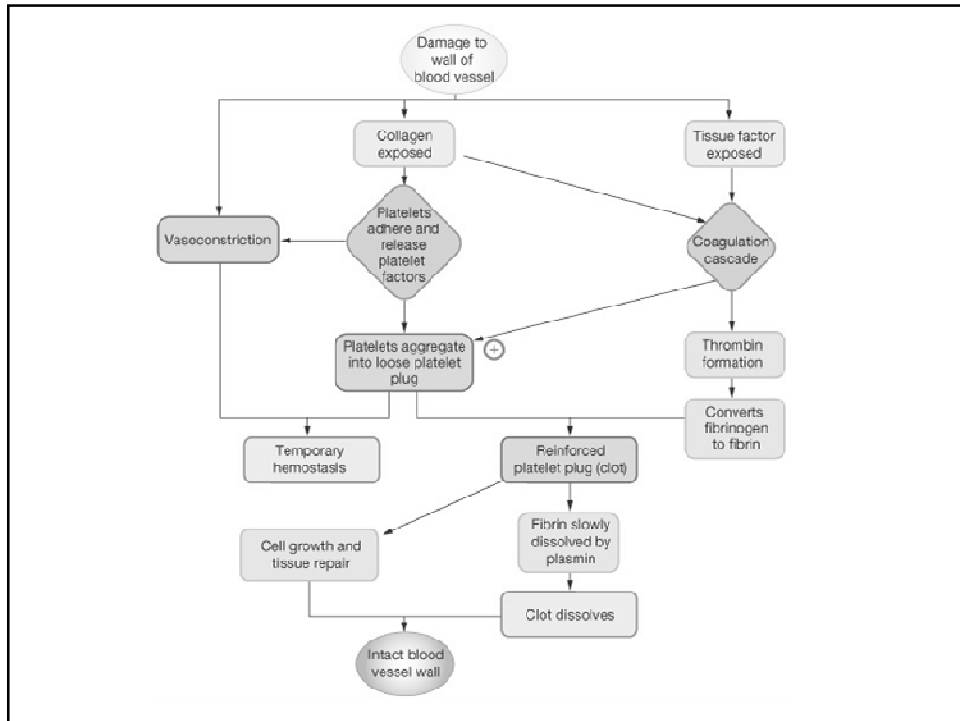 Damage to
wall of
blood vessel
Collagen
exposed
Tissue factor
exposed
Vasoconstriction
Platelets
adhere and
release
platelet
factors
Coagulation
cascade
Platelets aggregate
into loose platelet
plug
+
Thrombin
formation
Converts
fibrinogen
to fibrin
Temporary
hemostasis
Reinforced
platelet plug (clot)
Cell growth and
tissue repair
Fibrin slowly
dissolved by
plasmin
Clot dissolves
Intact blood
vessel wall